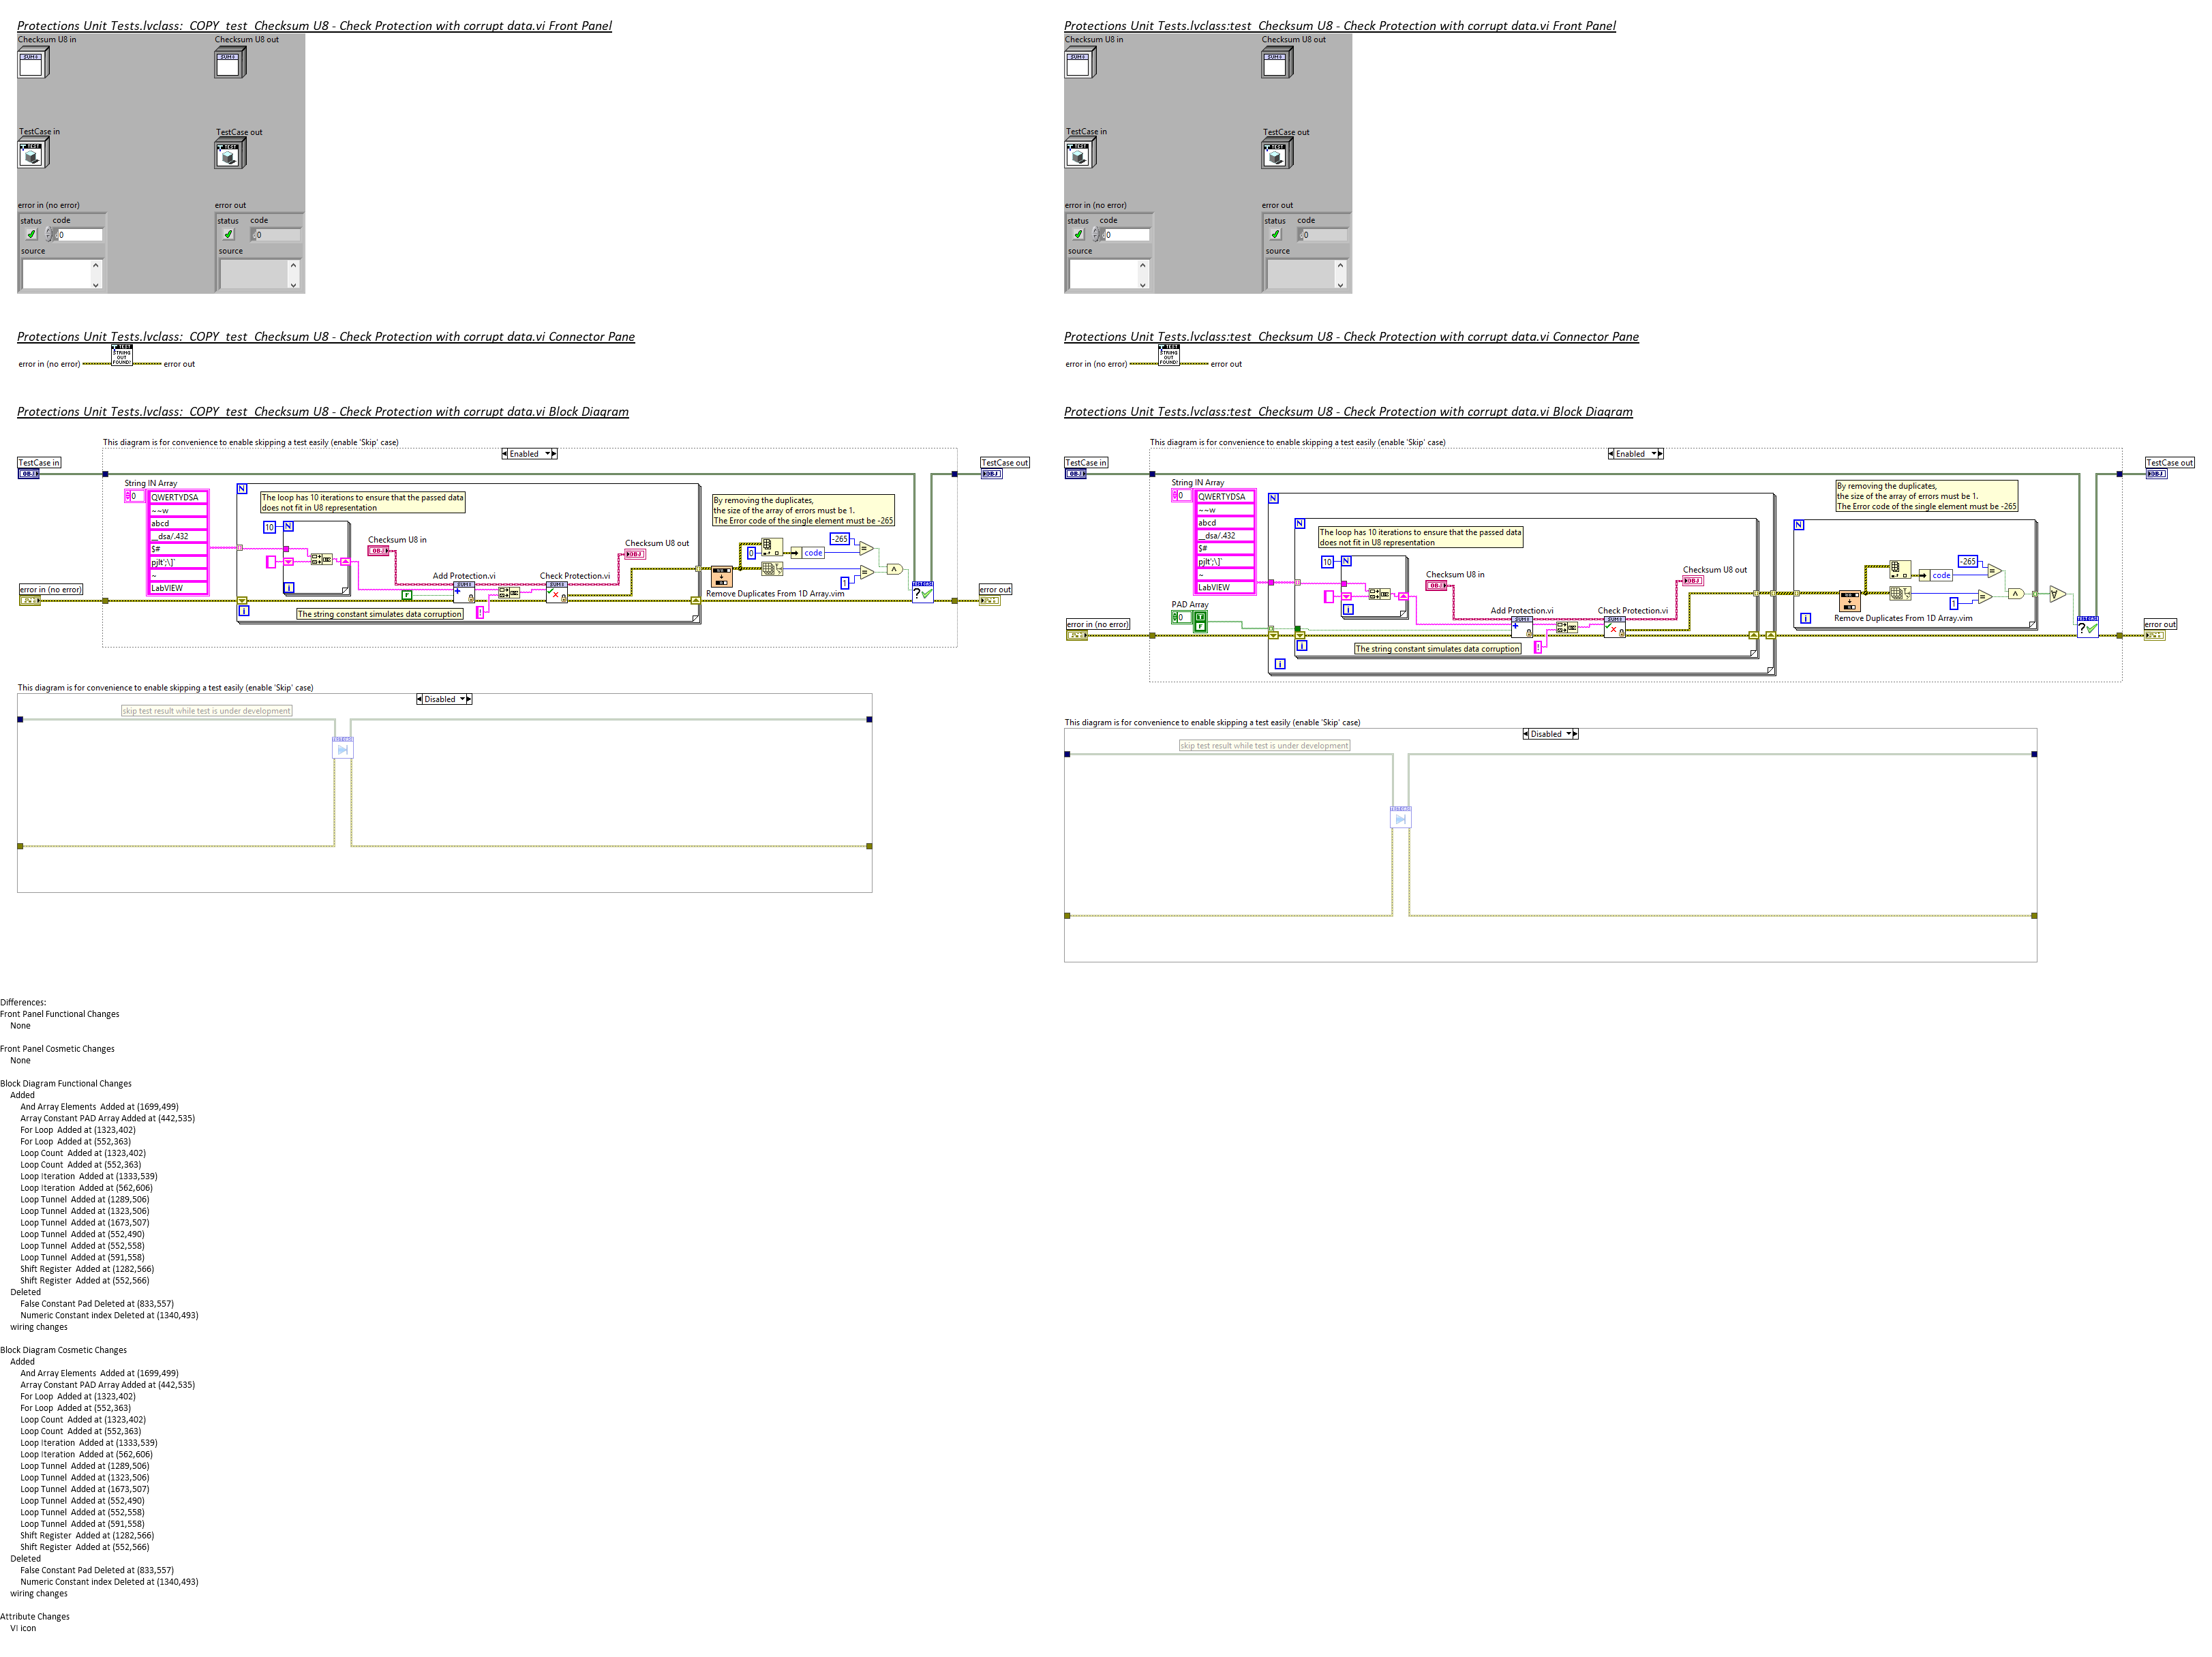 Protections Unit Tests.lvclass:_COPY_test_Checksum U8 - Check Protection with corrupt data.vi Front Panel
Checksum U8 in
Checksum U8 out
SUM8
SUM8
TestCase in
TestCase out
TEST
TEST
error in (no error)
error out
status code
status code
0
0
source
source
Protections Unit Tests.lvclass:_COPY_test_Checksum U8 - Check Protection with corrupt data.vi Connector Pane
error in (no error)
TEST
STRING
OUT
FOUND!
error out
Protections Unit Tests.lvclass:_COPY_test_Checksum U8 - Check Protection with corrupt data.vi Block Diagram
This diagram is for convenience to enable skipping a test easily (enable 'Skip' case)
Enabled
TestCase in
OBJ
TestCase out
OBJ
String IN Array
0
QWERTYDSA
~~w
abcd
__dsa/.432
$#
pjlt';\]`
~
LabVIEW
N
The loop has 10 iterations to ensure that the passed data
does not fit in U8 representation
10
N
i
Checksum U8 in
OBJ
Checksum U8 out
OBJ
Add Protection.vi
Check Protection.vi
F
!
The string constant simulates data corruption
i
By removing the duplicates,
the size of the array of errors must be 1.
The Error code of the single element must be -265
0
code
-265
1
Remove Duplicates From 1D Array.vim
error in (no error)
error out
This diagram is for convenience to enable skipping a test easily (enable 'Skip' case)
Disabled
skip test result while test is under development
Protections Unit Tests.lvclass:test_Checksum U8 - Check Protection with corrupt data.vi Front Panel
Checksum U8 in
Checksum U8 out
SUM8
SUM8
TestCase in
TestCase out
TEST
TEST
error in (no error)
error out
status code
status code
0
0
source
source
Protections Unit Tests.lvclass:test_Checksum U8 - Check Protection with corrupt data.vi Connector Pane
error in (no error)
TEST
STRING
OUT
FOUND!
error out
Protections Unit Tests.lvclass:test_Checksum U8 - Check Protection with corrupt data.vi Block Diagram
This diagram is for convenience to enable skipping a test easily (enable 'Skip' case)
Enabled
TestCase in
OBJ
TestCase out
OBJ
String IN Array
0
QWERTYDSA
~~w
abcd
__dsa/.432
$#
pjlt';\]`
~
LabVIEW
PAD Array
0
T
F
N
N
The loop has 10 iterations to ensure that the passed data
does not fit in U8 representation
10
N
i
Checksum U8 in
OBJ
Checksum U8 out
OBJ
Add Protection.vi
Check Protection.vi
!
The string constant simulates data corruption
i
i
By removing the duplicates,
the size of the array of errors must be 1.
The Error code of the single element must be -265
N
code
-265
1
Remove Duplicates From 1D Array.vim
i
error in (no error)
error out
This diagram is for convenience to enable skipping a test easily (enable 'Skip' case)
Disabled
skip test result while test is under development
Differences:
Front Panel Functional Changes
None
Front Panel Cosmetic Changes
None
Block Diagram Functional Changes
Added
And Array Elements  Added at (1699,499)
Array Constant PAD Array Added at (442,535)
For Loop  Added at (1323,402)
For Loop  Added at (552,363)
Loop Count  Added at (1323,402)
Loop Count  Added at (552,363)
Loop Iteration  Added at (1333,539)
Loop Iteration  Added at (562,606)
Loop Tunnel  Added at (1289,506)
Loop Tunnel  Added at (1323,506)
Loop Tunnel  Added at (1673,507)
Loop Tunnel  Added at (552,490)
Loop Tunnel  Added at (552,558)
Loop Tunnel  Added at (591,558)
Shift Register  Added at (1282,566)
Shift Register  Added at (552,566)
Deleted
False Constant Pad Deleted at (833,557)
Numeric Constant index Deleted at (1340,493)
wiring changes
Block Diagram Cosmetic Changes
Added
And Array Elements  Added at (1699,499)
Array Constant PAD Array Added at (442,535)
For Loop  Added at (1323,402)
For Loop  Added at (552,363)
Loop Count  Added at (1323,402)
Loop Count  Added at (552,363)
Loop Iteration  Added at (1333,539)
Loop Iteration  Added at (562,606)
Loop Tunnel  Added at (1289,506)
Loop Tunnel  Added at (1323,506)
Loop Tunnel  Added at (1673,507)
Loop Tunnel  Added at (552,490)
Loop Tunnel  Added at (552,558)
Loop Tunnel  Added at (591,558)
Shift Register  Added at (1282,566)
Shift Register  Added at (552,566)
Deleted
False Constant Pad Deleted at (833,557)
Numeric Constant index Deleted at (1340,493)
wiring changes
Attribute Changes
VI icon